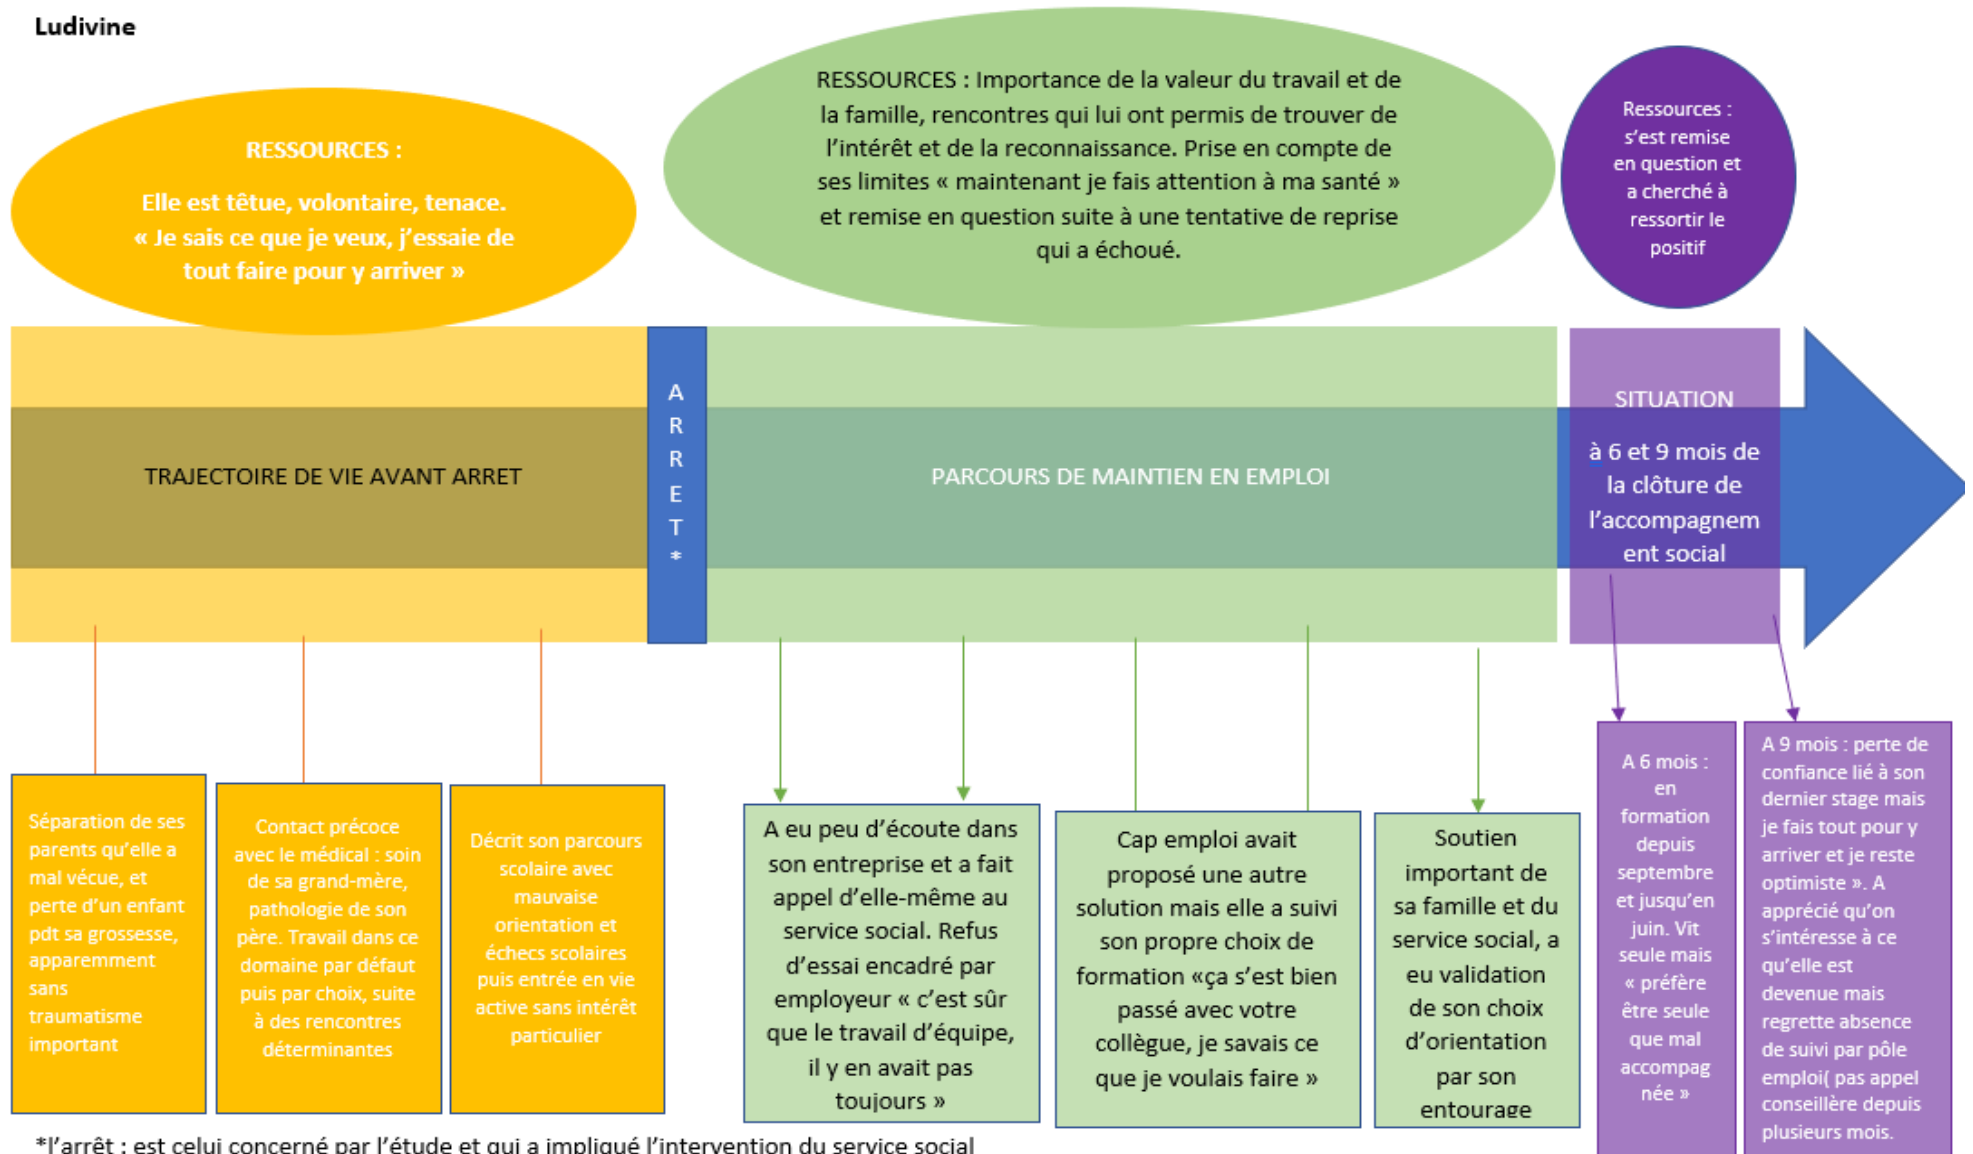 Ludivine
RESSOURCES :
Elle est têtue, volontaire, tenace.
« Je sais ce que je veux, j’essaie de
tout faire pour y arriver »
RESSOURCES : Importance de la valeur du travail et de
la famille, rencontres qui lui ont permis de trouver de
l’intérêt et de la reconnaissance. Prise en compte de
ses limites « maintenant je fais attention à ma santé »
et remise en question suite à une tentative de reprise
qui a échoué.
Ressources :
s’est remise
en question et
a cherché à
ressortir le
positif
TRAJECTOIRE DE VIE AVANT ARRET
A
R
R
E
T
*
PARCOURS DE MAINTIEN EN EMPLOI
SITUATION
à 6 et 9 mois de
la clôture de
l’accompagnem
ent social
Séparation de ses
parents qu’elle a
mal vécue, et
perte d’un enfant
pdt sa grossesse,
apparemment
sans
traumatisme
important
Contact précoce
avec le médical : soin
de sa grand-mère,
pathologie de son
père. Travail dans ce
domaine par défaut
puis par choix, suite
à des rencontres
déterminantes
Décrit son parcours
scolaire avec
mauvaise
orientation et
échecs scolaires
puis entrée en vie
active sans intérêt
particulier
A eu peu d’écoute dans
son entreprise et a fait
appel d’elle-même au
service social. Refus
d’essai encadré par
employeur « c’est sûr
que le travail d’équipe,
il y en avait pas
toujours »
Cap emploi avait
proposé une autre
solution mais elle a suivi
son propre choix de
formation «ça s’est bien
passé avec votre
collègue, je savais ce
que je voulais faire »
Soutien
important de
sa famille et du
service social, a
eu validation
de son choix
d’orientation
par son
entourage
A 6 mois :
en
formation
depuis
septembre
et jusqu’en
juin. Vit
seule mais
« préfère
être seule
que mal
accompag
née »
A 9 mois : perte de
confiance lié à son
dernier stage mais
je fais tout pour y
arriver et je reste
optimiste ». A
apprécié qu’on
s’intéresse à ce
qu’elle est
devenue mais
regrette absence
de suivi par pôle
emploi( pas appel
conseillère depuis
plusieurs mois.
*l’arrêt : est celui concerné par l’étude et qui a impliqué l’intervention du service social